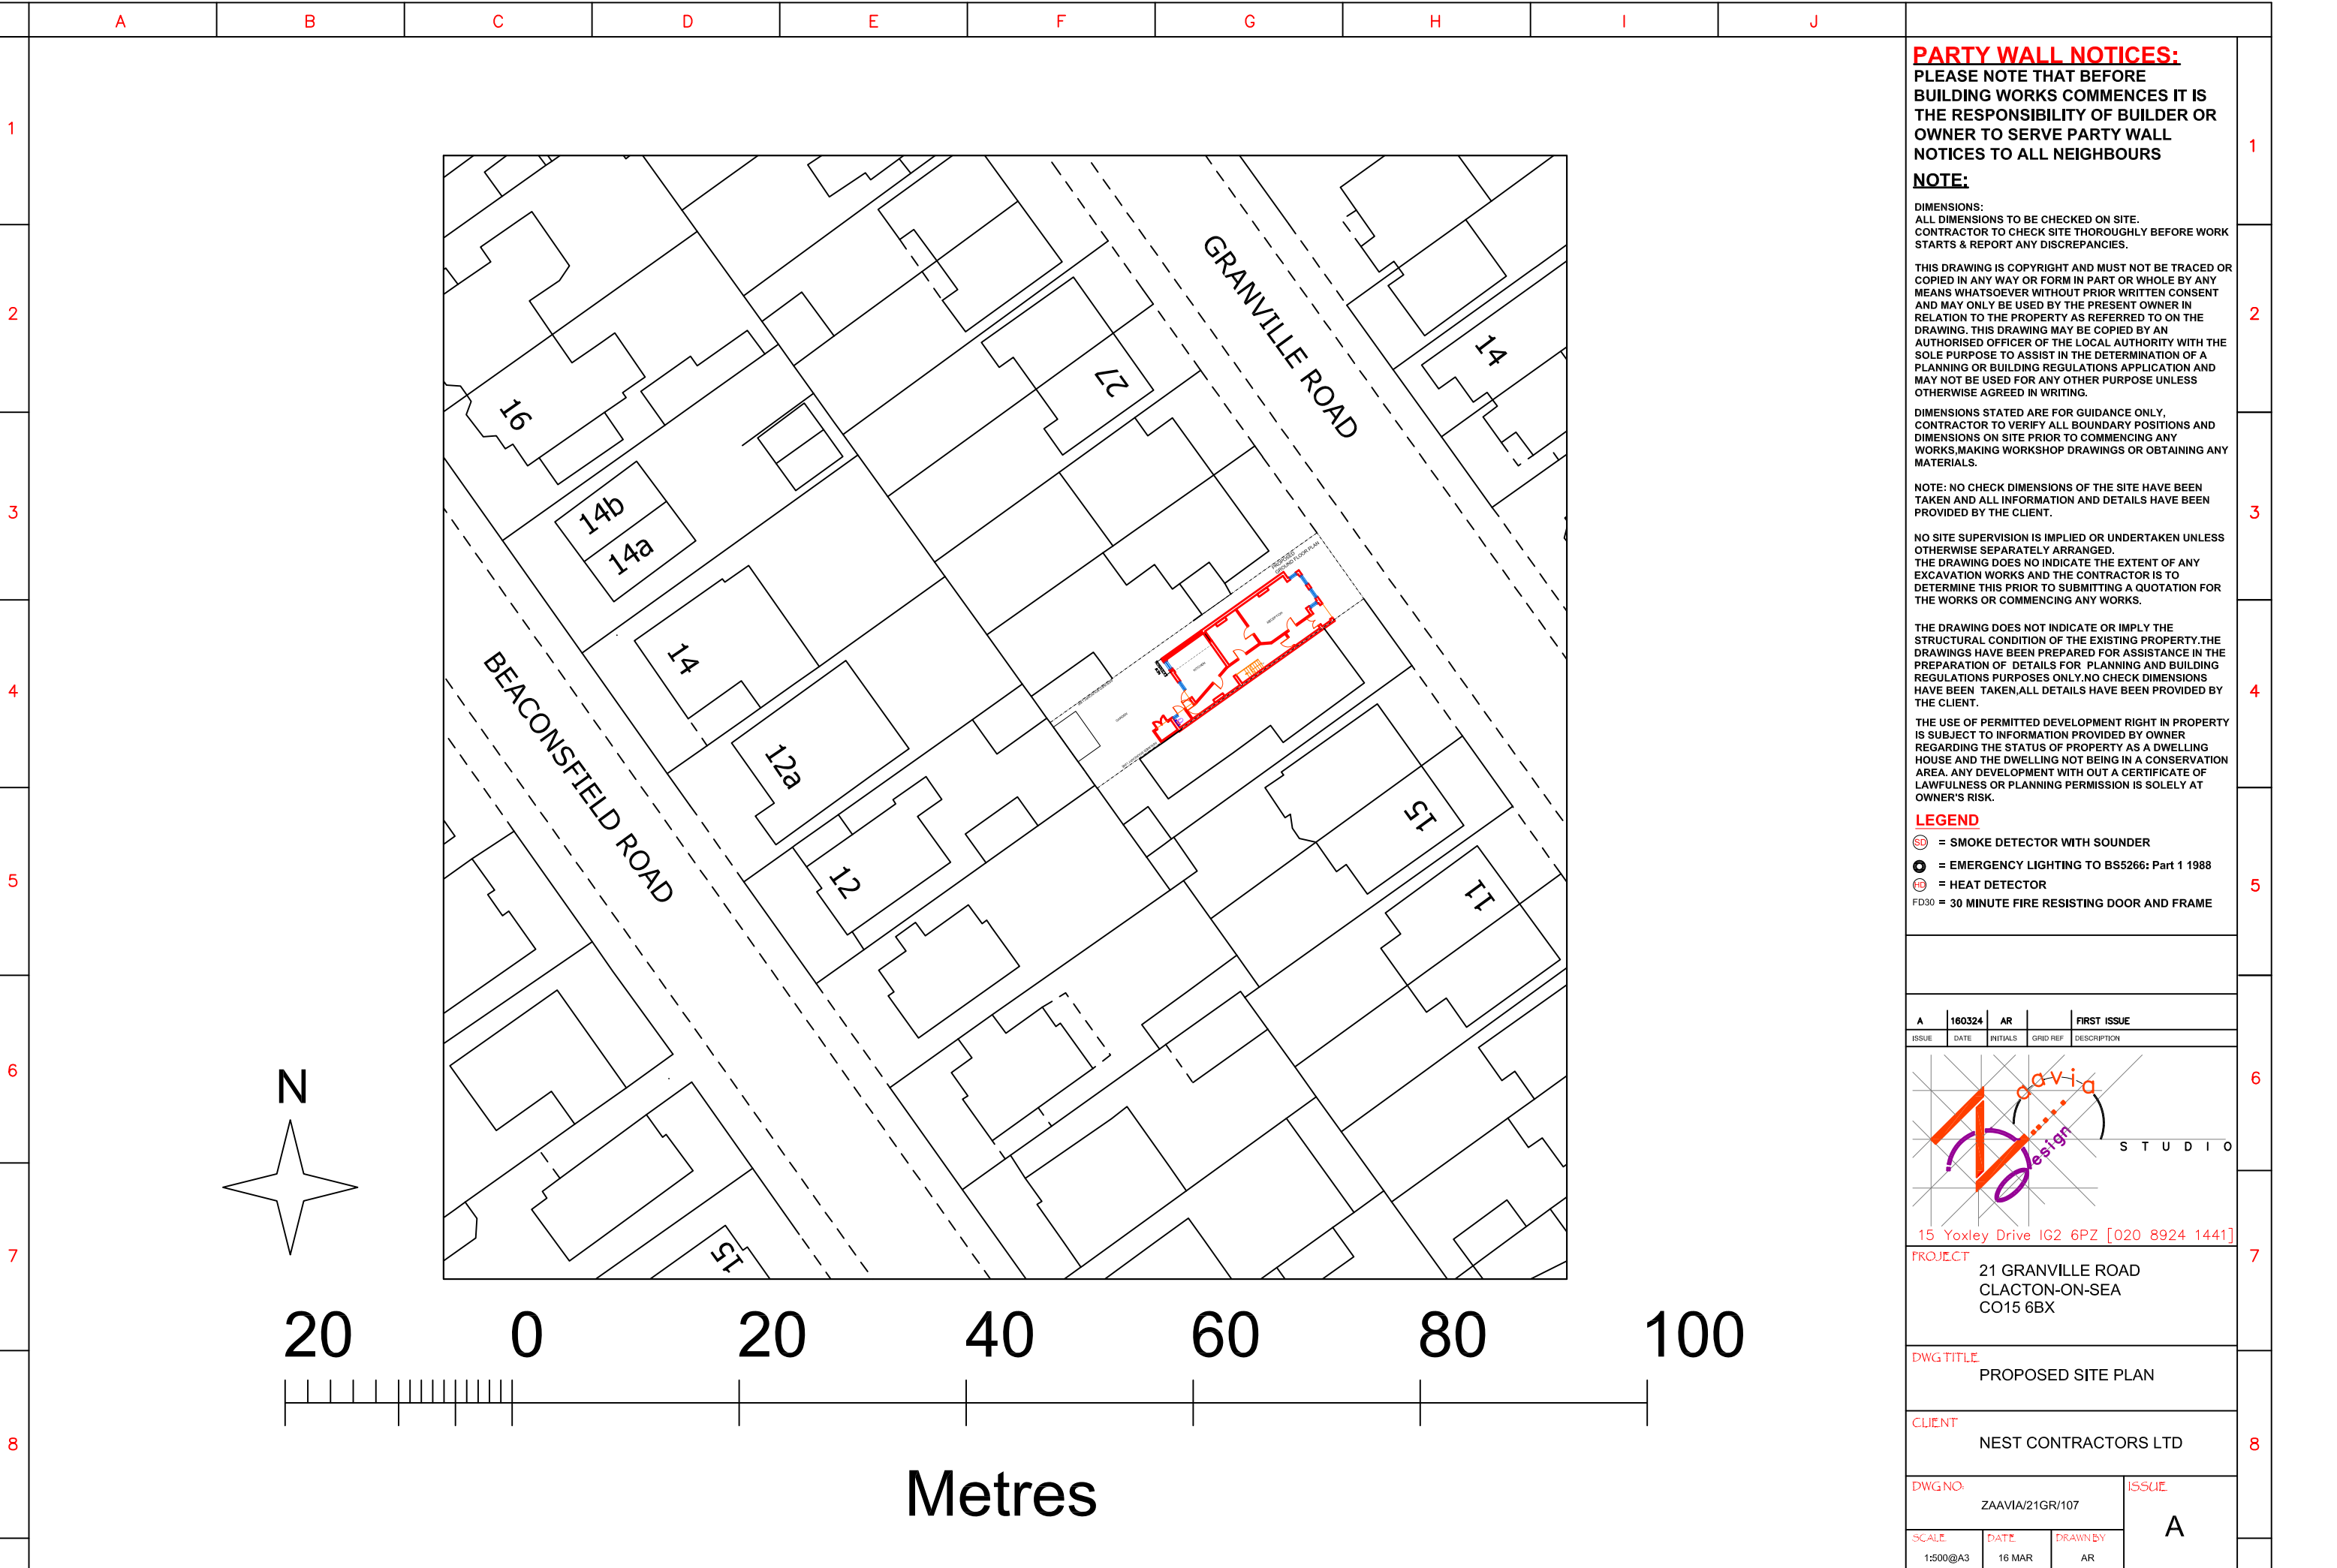 A B C D E F G H I J
1
2
3
4
5
6
7
8
GRANVILLE ROAD
BEACONSFIELD ROAD
16
14b
14a
14
12a
12
15
27
14
15
11
PROPOSED
GROUND FLOOR PLAN
RECEPTION
KITCHEN
GARDEN
N
20 0 20 40 60 80 100
Metres
PARTY WALL NOTICES:
PLEASE NOTE THAT BEFORE
BUILDING WORKS COMMENCES IT IS
THE RESPONSIBILITY OF BUILDER OR
OWNER TO SERVE PARTY WALL
NOTICES TO ALL NEIGHBOURS
NOTE:
DIMENSIONS:
ALL DIMENSIONS TO BE CHECKED ON SITE.
CONTRACTOR TO CHECK SITE THOROUGHLY BEFORE WORK
STARTS & REPORT ANY DISCREPANCIES.
THIS DRAWING IS COPYRIGHT AND MUST NOT BE TRACED OR
COPIED IN ANY WAY OR FORM IN PART OR WHOLE BY ANY
MEANS WHATSOEVER WITHOUT PRIOR WRITTEN CONSENT
AND MAY ONLY BE USED BY THE PRESENT OWNER IN
RELATION TO THE PROPERTY AS REFERRED TO ON THE
DRAWING. THIS DRAWING MAY BE COPIED BY AN
AUTHORISED OFFICER OF THE LOCAL AUTHORITY WITH THE
SOLE PURPOSE TO ASSIST IN THE DETERMINATION OF A
PLANNING OR BUILDING REGULATIONS APPLICATION AND
MAY NOT BE USED FOR ANY OTHER PURPOSE UNLESS
OTHERWISE AGREED IN WRITING.
DIMENSIONS STATED ARE FOR GUIDANCE ONLY,
CONTRACTOR TO VERIFY ALL BOUNDARY POSITIONS AND
DIMENSIONS ON SITE PRIOR TO COMMENCING ANY
WORKS,MAKING WORKSHOP DRAWINGS OR OBTAINING ANY
MATERIALS.
NOTE: NO CHECK DIMENSIONS OF THE SITE HAVE BEEN
TAKEN AND ALL INFORMATION AND DETAILS HAVE BEEN
PROVIDED BY THE CLIENT.
NO SITE SUPERVISION IS IMPLIED OR UNDERTAKEN UNLESS
OTHERWISE SEPARATELY ARRANGED.
THE DRAWING DOES NO INDICATE THE EXTENT OF ANY
EXCAVATION WORKS AND THE CONTRACTOR IS TO
DETERMINE THIS PRIOR TO SUBMITTING A QUOTATION FOR
THE WORKS OR COMMENCING ANY WORKS.
THE DRAWING DOES NOT INDICATE OR IMPLY THE
STRUCTURAL CONDITION OF THE EXISTING PROPERTY.THE
DRAWINGS HAVE BEEN PREPARED FOR ASSISTANCE IN THE
PREPARATION OF DETAILS FOR PLANNING AND BUILDING
REGULATIONS PURPOSES ONLY.NO CHECK DIMENSIONS
HAVE BEEN TAKEN,ALL DETAILS HAVE BEEN PROVIDED BY
THE CLIENT.
THE USE OF PERMITTED DEVELOPMENT RIGHT IN PROPERTY
IS SUBJECT TO INFORMATION PROVIDED BY OWNER
REGARDING THE STATUS OF PROPERTY AS A DWELLING
HOUSE AND THE DWELLING NOT BEING IN A CONSERVATION
AREA. ANY DEVELOPMENT WITH OUT A CERTIFICATE OF
LAWFULNESS OR PLANNING PERMISSION IS SOLELY AT
OWNER'S RISK.
LEGEND
SD = SMOKE DETECTOR WITH SOUNDER
= EMERGENCY LIGHTING TO BS5266: Part 1 1988
HD = HEAT DETECTOR
FD30 = 30 MINUTE FIRE RESISTING DOOR AND FRAME
A 160324 AR FIRST ISSUE
ISSUE DATE INITIALS GRID REF DESCRIPTION
aavia
esign
STUDIO
15 Yoxley Drive IG2 6PZ [020 8924 1441]
PROJECT
21 GRANVILLE ROAD
CLACTON-ON-SEA
CO15 6BX
DWG TITLE
PROPOSED SITE PLAN
CLIENT
NEST CONTRACTORS LTD
DWG NO:
ZAAVIA/21GR/107
ISSUE
A
SCALE DATE DRAWN BY
1:500@A3 16 MAR AR
1
2
3
4
5
6
7
8